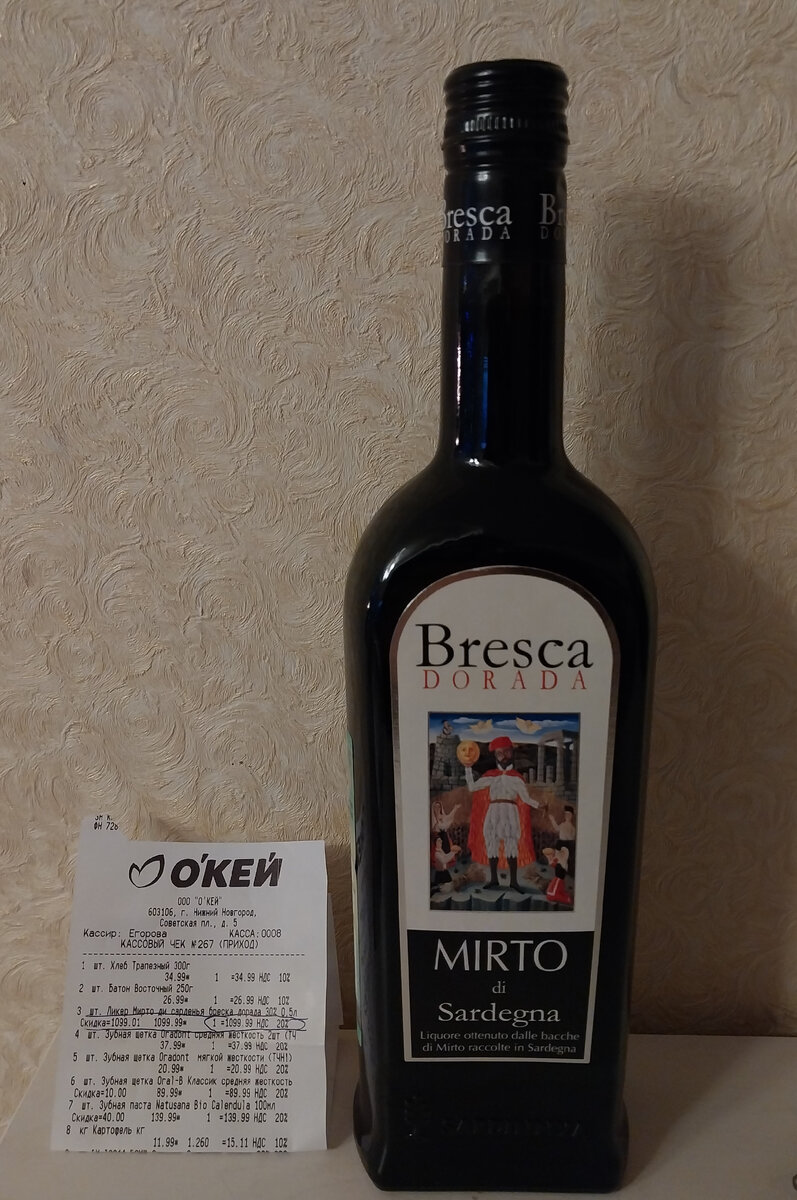 О'КЕЙ
ООО "О'КЕЙ"
603106, г. Нижний Новгород,
Советская пл., д. 5
Кассир: Егорова КАССА:0008
КАССОВЫЙ ЧЕК №267 (ПРИХОД)
1 шт. Хлеб Трапезный 300г
34.99* 1 =34.99 НДС 10%
2 шт. Батон Восточный 250г
26.99* 1 =26.99 НДС 10%
3 шт. Ликер Мирто ди сарденья Бреска дорада 30% 0,5л
Скидка=1099.01 1099.99* 1 =1099.99 НДС 20%
4 шт. Зубная щетка Oradont средняя жесткость 2шт (ТЧ
37.99* 1 =37.99 НДС 20%
5 шт. Зубная щетка Oradont мягкой жесткости (ТЧН1)
20.99* 1 =20.99 НДС 20%
6 шт. Зубная щетка Oral-B Классик средняя жесткость
Скидка=10.00 89.99* 1 =89.99 НДС 20%
7 шт. Зубная паста Natusana Bio Calendula 100мл
Скидка=40.00 139.99* 1 =139.99 НДС 20%
8 кг Картофель кг
11.99* 1.260 =15.11 НДС 10%
resca Br
ORADA DO
Bresca
DORADA
MIRTO
di
Sardegna
Liquore ottenuto dalle bacche
di Mirto raccolte in Sardegna